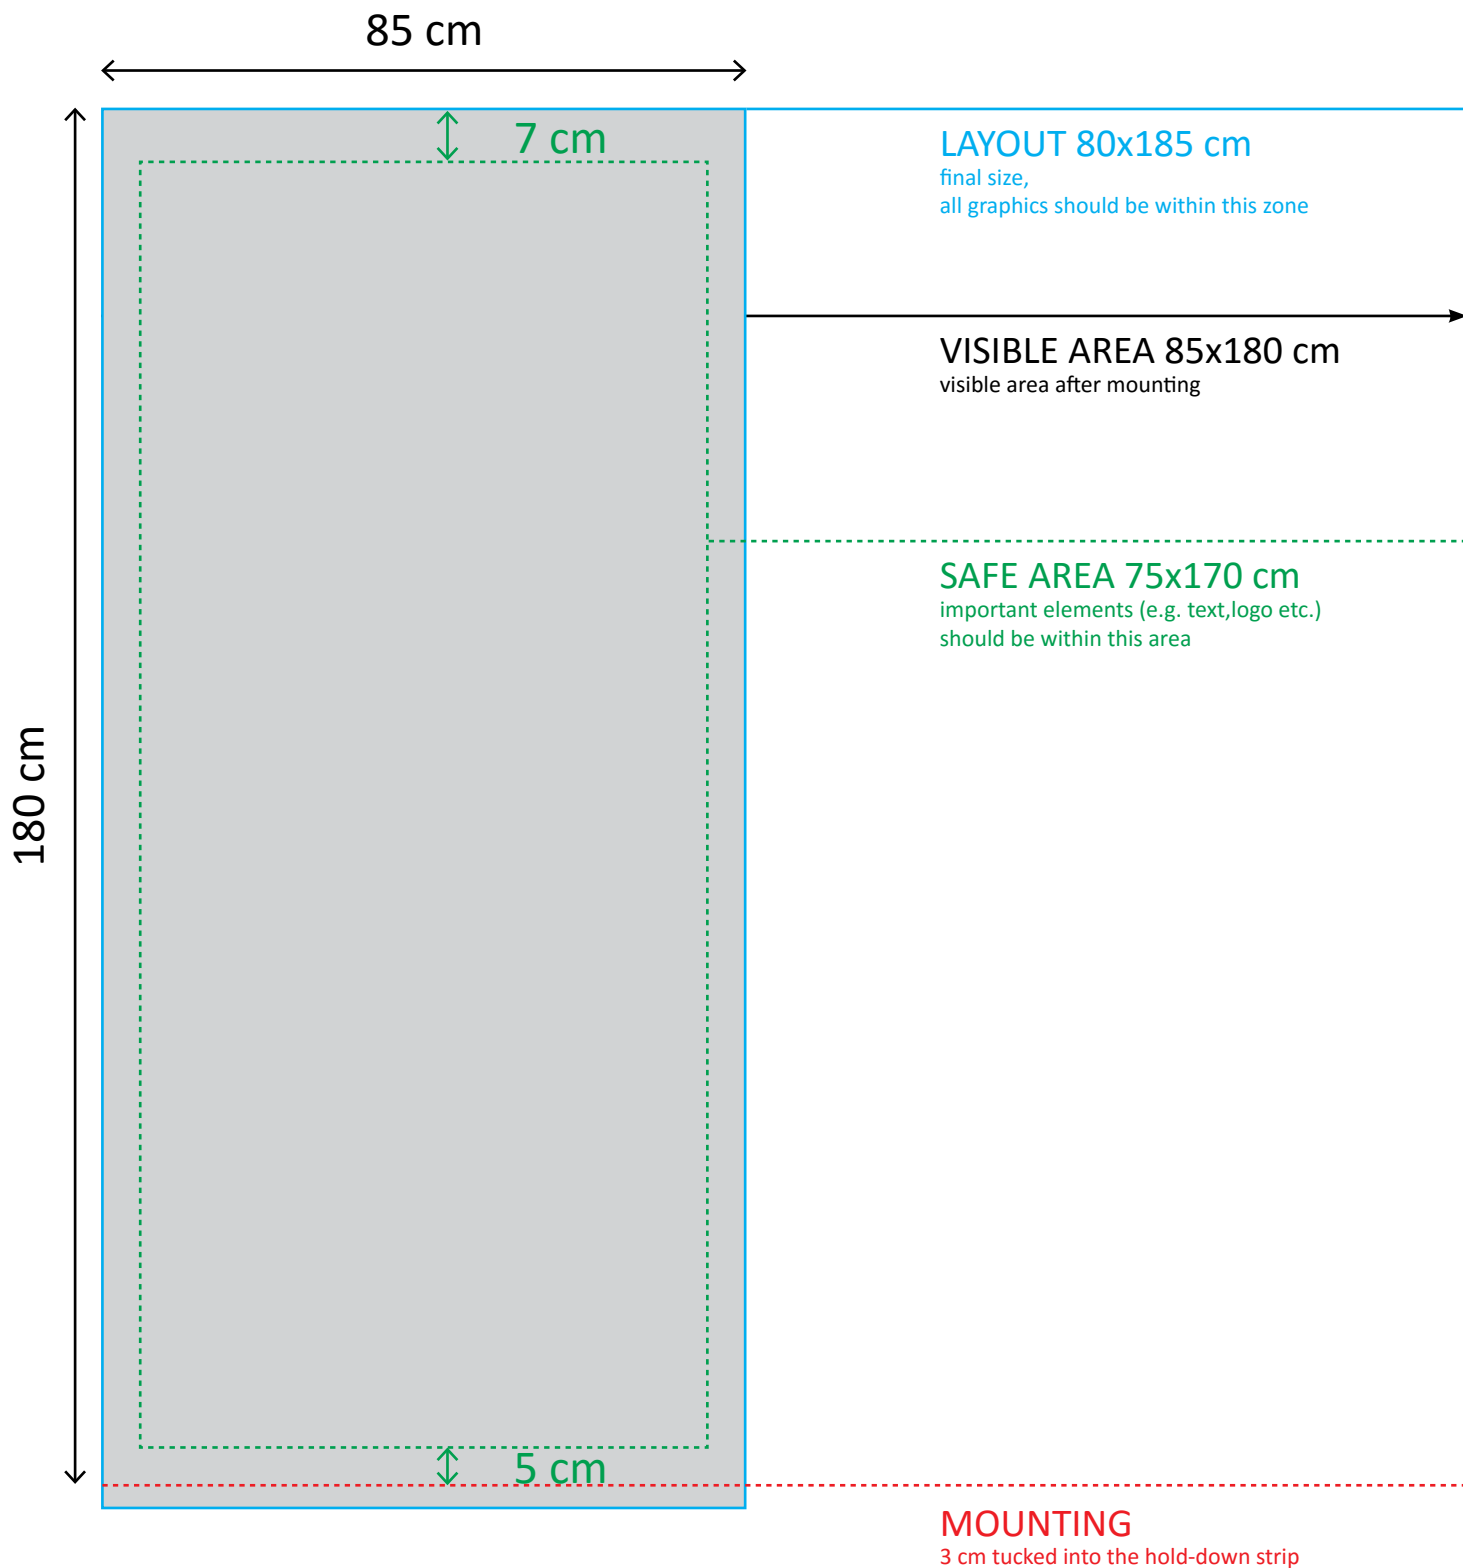 85 cm
7 cm
LAYOUT 80x185 cm
final size,
all graphics should be within this zone
VISIBLE AREA 85x180 cm
visible area after mounting
SAFE AREA 75x170 cm
important elements (e.g. text,logo etc.)
should be within this area
180 cm
5 cm
MOUNTING
3 cm tucked into the hold-down strip